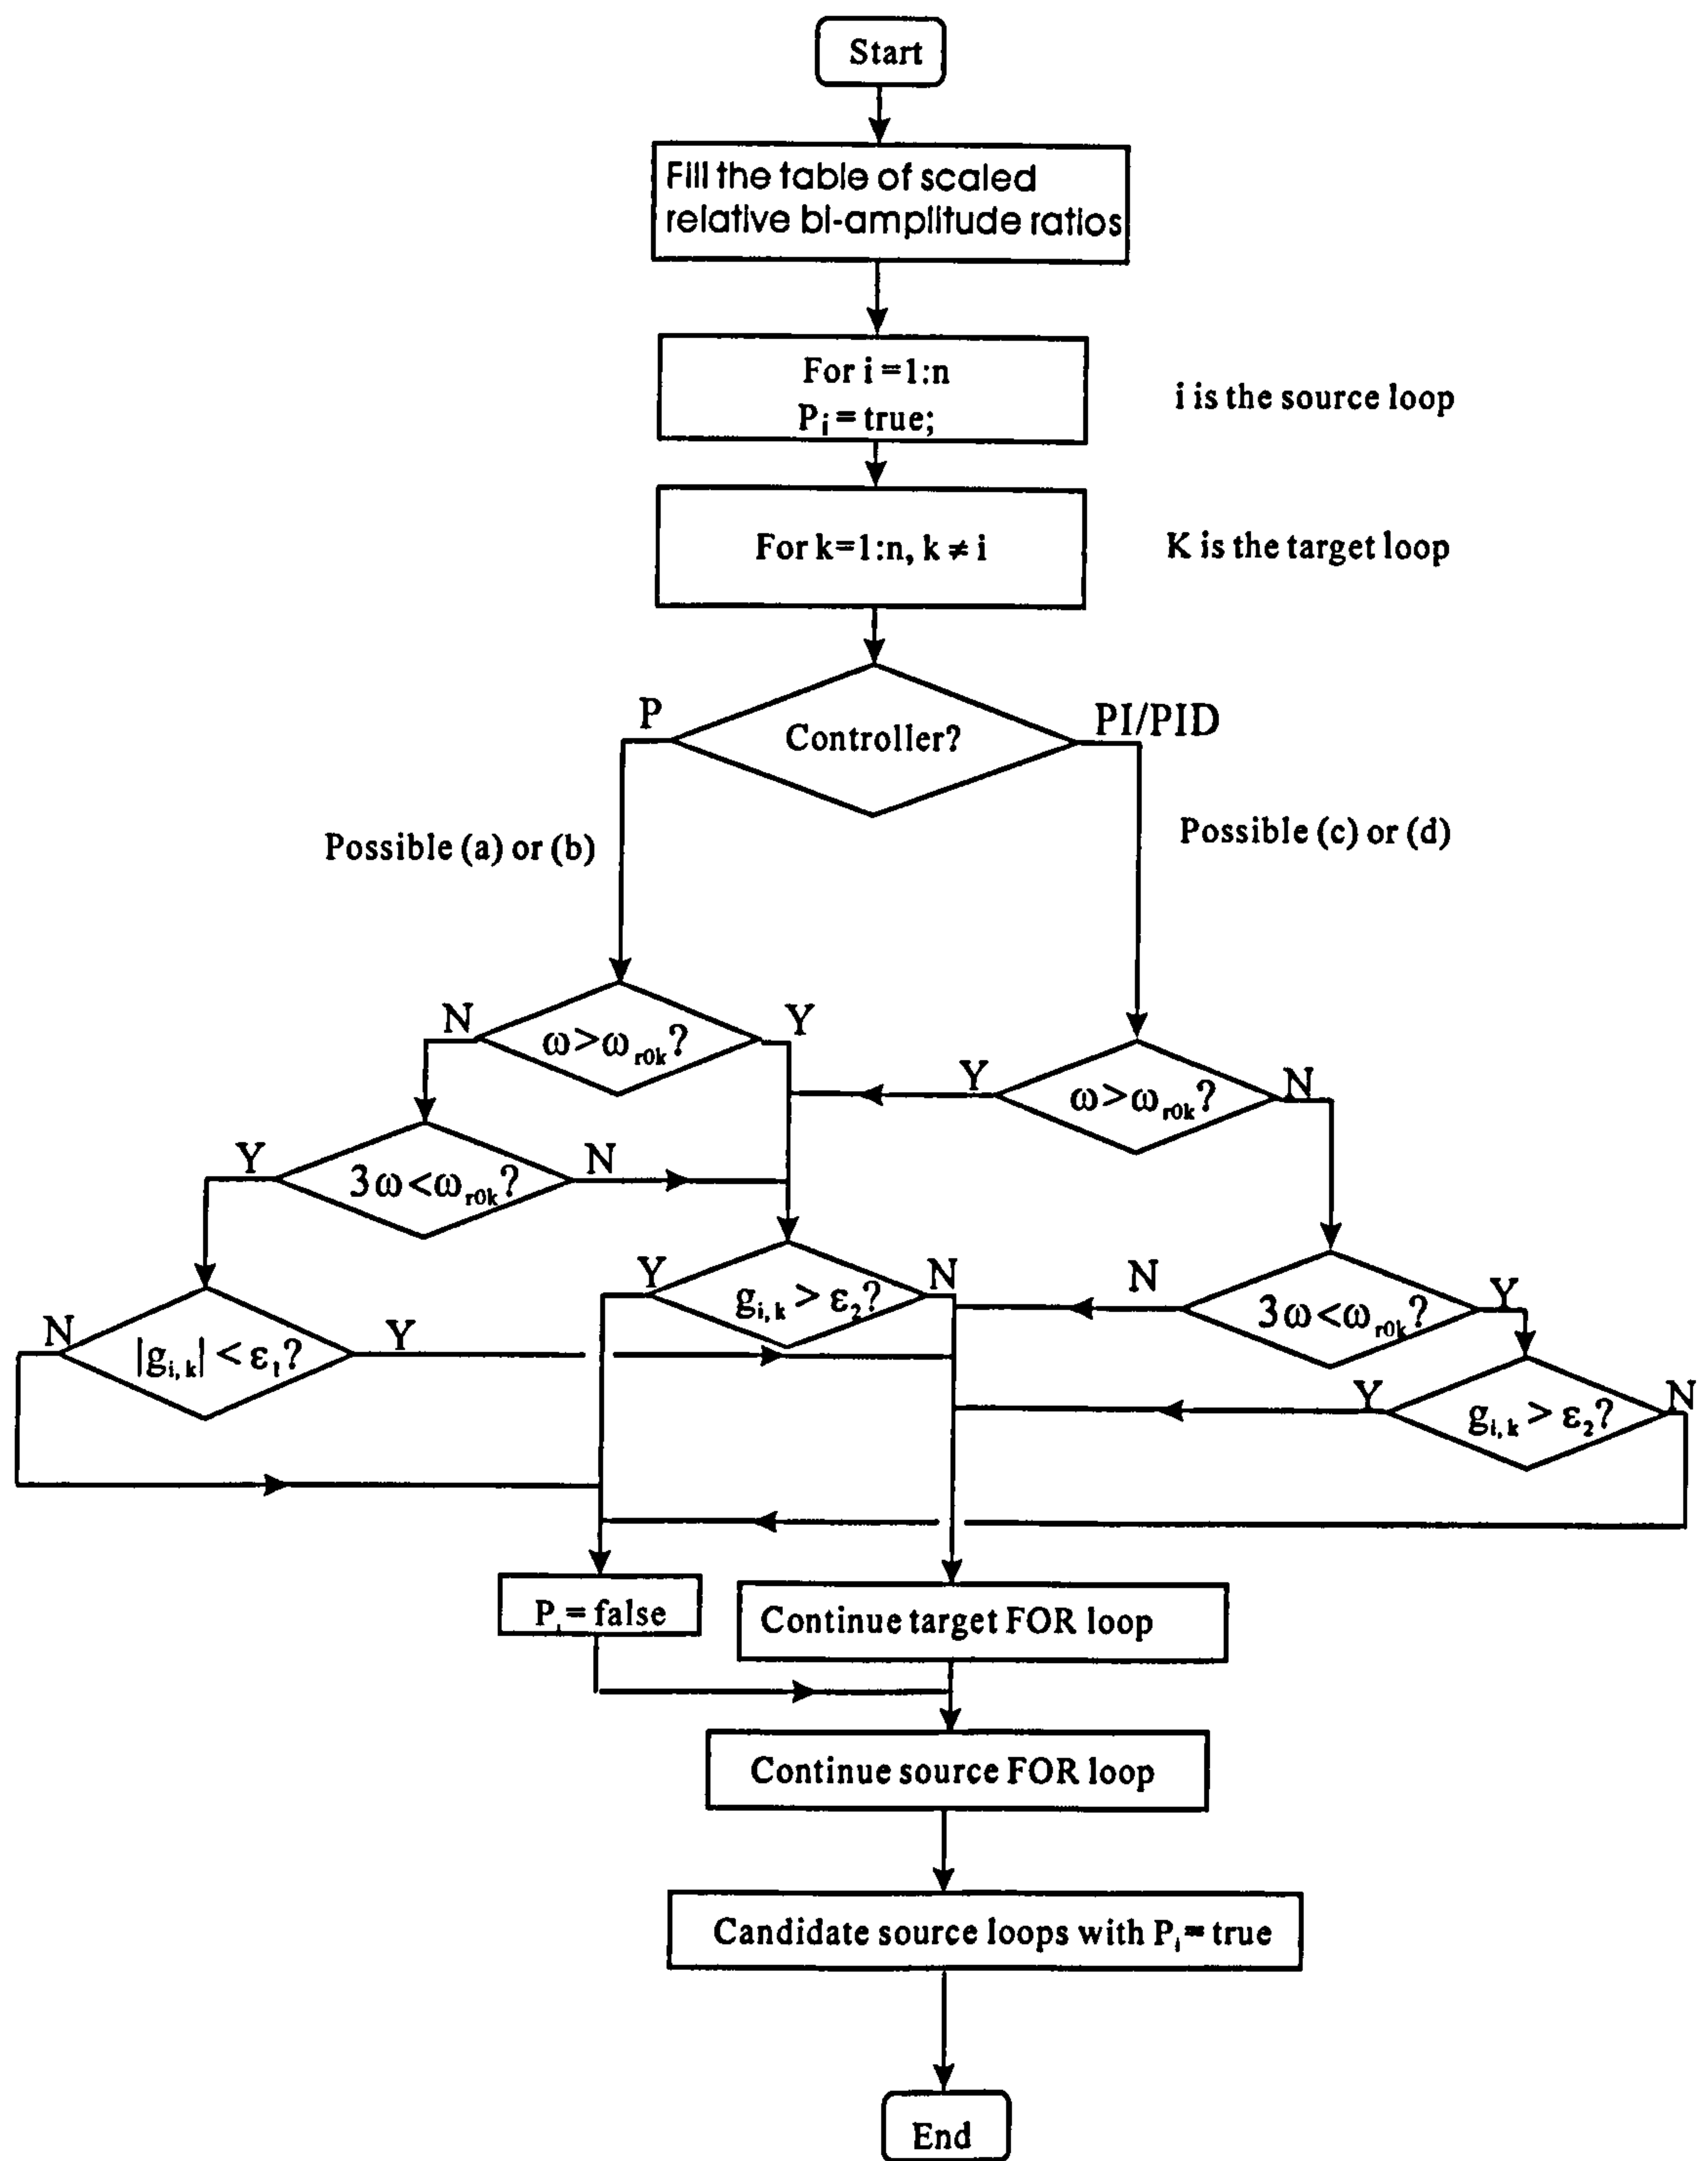 Start
Fill the table of scaled
relative bi-amplitude ratios
For i =1:n
P_i = true;
i is the source loop
For k=1:n, k ≠ i
K is the target loop
P
Controller?
PI/PID
Possible (a) or (b)
Possible (c) or (d)
N
ω>ω_r0k?
Y
Y
ω>ω_r0k?
N
Y
3ω<ω_r0k?
N
Y
g_i,k > ε_2?
N
N
3ω<ω_r0k?
Y
N
|g_i,k| < ε_1?
Y
Y
g_i,k > ε_2?
N
P_i = false
Continue target FOR loop
Continue source FOR loop
Candidate source loops with P_i = true
End